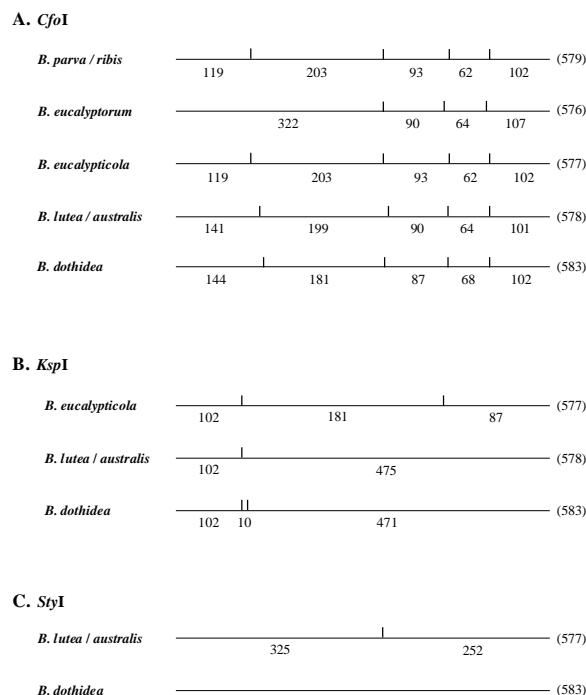 A. CfoI
B. parva / ribis (579)
119 203 93 62 102
B. eucalyptorum (576)
322 90 64 107
B. eucalypticola (577)
119 203 93 62 102
B. lutea / australis (578)
141 199 90 64 101
B. dothidea (583)
144 181 87 68 102
B. KspI
B. eucalypticola (577)
102 181 87
B. lutea / australis (578)
102 475
B. dothidea (583)
102 10 471
C. StyI
B. lutea / australis (577)
325 252
B. dothidea (583)